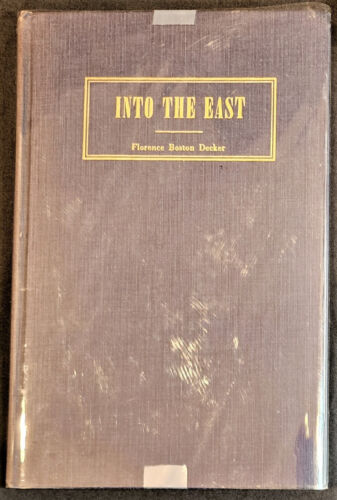 INTO THE EAST
Florence Boston Decker